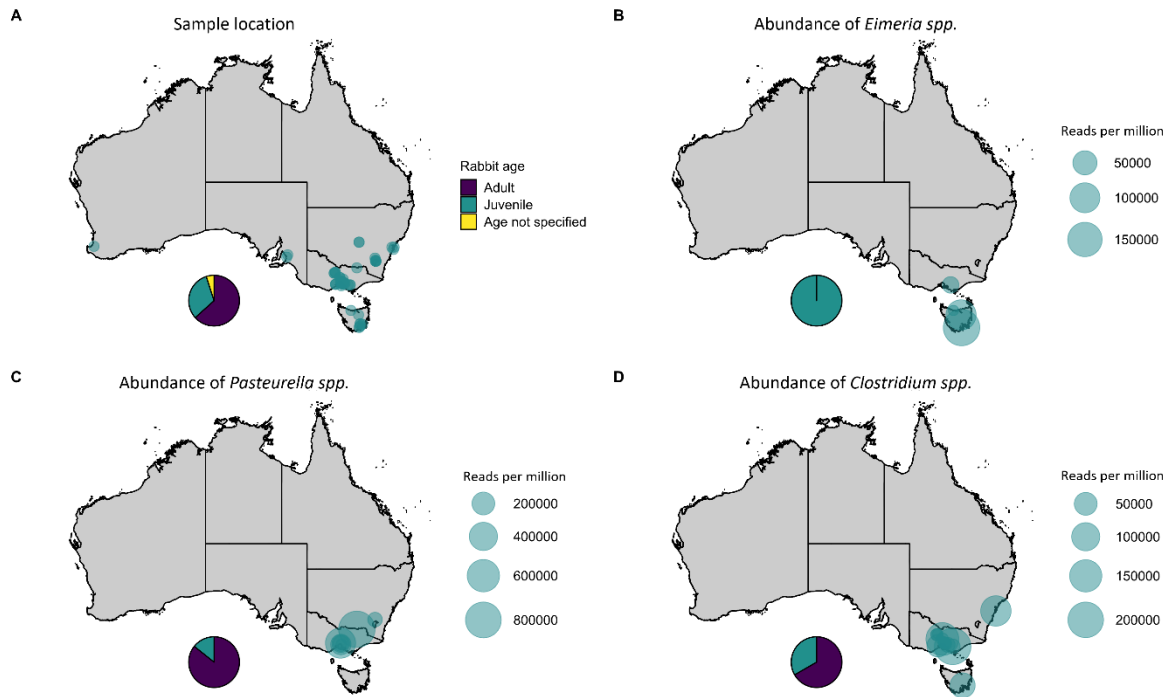 A
Sample location
Rabbit age
Adult
Juvenile
Age not specified
B
Abundance of Eimeria spp.
Reads per million
50000
100000
150000
C
Abundance of Pasteurella spp.
Reads per million
200000
400000
600000
800000
D
Abundance of Clostridium spp.
Reads per million
50000
100000
150000
200000